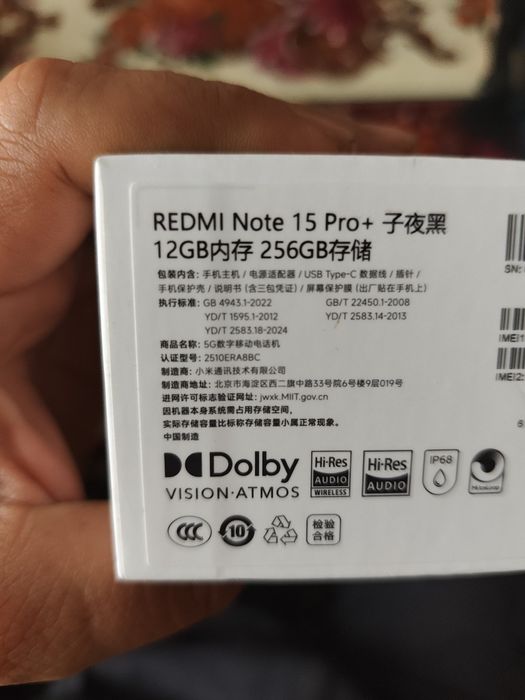 REDMI Note 15 Pro+ 子夜黑
12GB内存 256GB存储
包装内含: 手机主机 / 电源适配器 / USB Type-C 数据线 / 插针 /
手机保护壳 / 说明书 (含三包凭证) / 屏幕保护膜 (出厂贴在手机上)
执行标准: GB 4943.1-2022 GB/T 22450.1-2008
YD/T 1595.1-2012 YD/T 2583.14-2013
YD/T 2583.18-2024
商品名称: 5G数字移动电话机
认证型号: 2510ERA8BC
制造商: 小米通讯技术有限公司
制造商地址: 北京市海淀区西二旗中路33号院6号楼9层019号
进网许可标志验证网址: jwxk.MIIT.gov.cn
因机器本身系统需占用存储空间,
实际存储容量比标称存储容量小属正常现象。
中国制造
Dolby
VISION·ATMOS
Hi-Res
AUDIO
WIRELESS
Hi-Res
AUDIO
IP68
CCC
10
检验
合格
SN:
IMEI1
IMEI2: